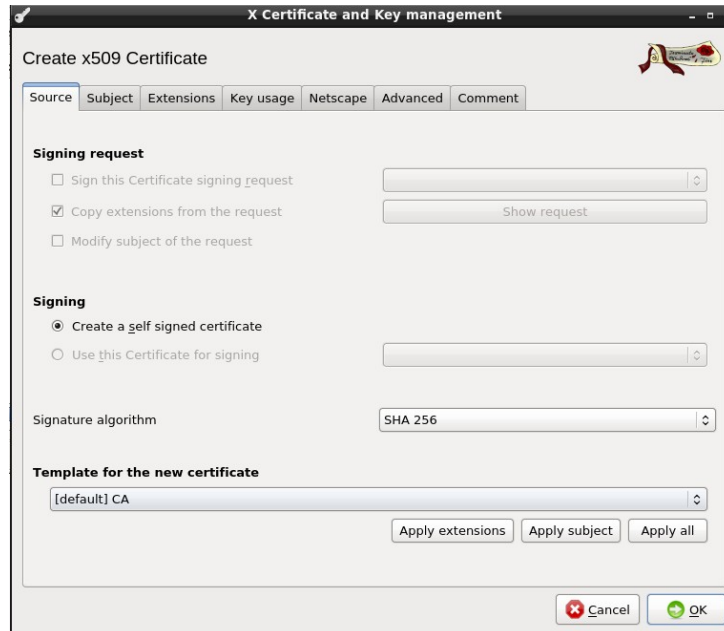 X Certificate and Key management
Create x509 Certificate
Source Subject Extensions Key usage Netscape Advanced Comment
Signing request
Sign this Certificate signing request
Copy extensions from the request Show request
Modify subject of the request
Signing
Create a self signed certificate
Use this Certificate for signing
Signature algorithm SHA 256
Template for the new certificate
[default] CA
Apply extensions Apply subject Apply all
Cancel OK